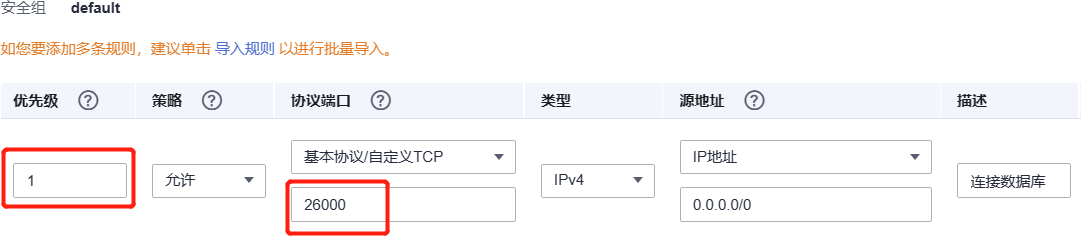 安全组 default
如您要添加多条规则，建议单击 导入规则 以进行批量导入。
优先级 ? 策略 ? 协议端口 ? 类型 源地址 ? 描述
基本协议/自定义TCP IP地址
1 允许 IPv4 连接数据库
26000 0.0.0.0/0